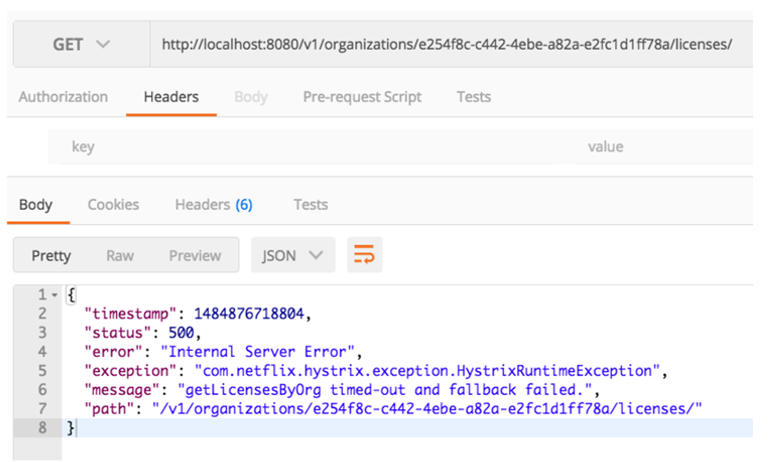 GET http://localhost:8080/v1/organizations/e254f8c-c442-4ebe-a82a-e2fc1d1ff78a/licenses/
Authorization Headers Body Pre-request Script Tests
key value
Body Cookies Headers (6) Tests
Pretty Raw Preview JSON
1 {
2 "timestamp": 1484876718804,
3 "status": 500,
4 "error": "Internal Server Error",
5 "exception": "com.netflix.hystrix.exception.HystrixRuntimeException",
6 "message": "getLicensesByOrg timed-out and fallback failed.",
7 "path": "/v1/organizations/e254f8c-c442-4ebe-a82a-e2fc1d1ff78a/licenses/"
8 }